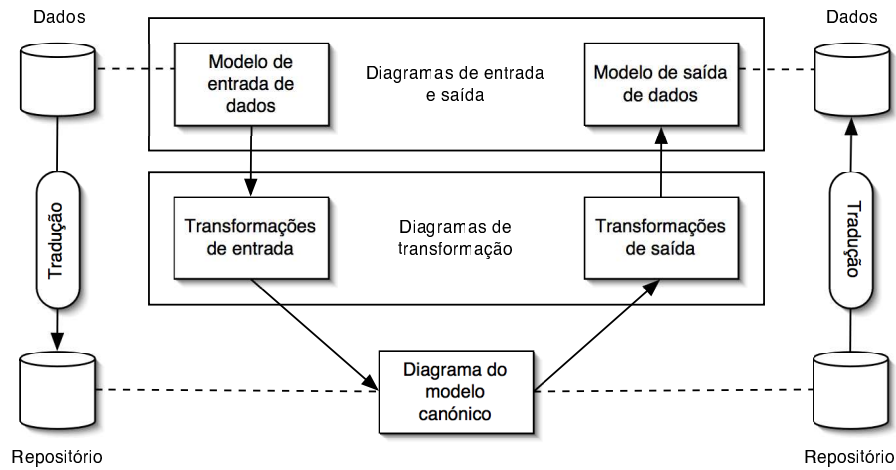 Dados
Dados
Modelo de
entrada de
dados
Diagramas de entrada
e saída
Modelo de saída
de dados
Tradução
Transformações
de entrada
Diagramas de
transformação
Transformações
de saída
Tradução
Diagrama do
modelo
canónico
Repositório
Repositório